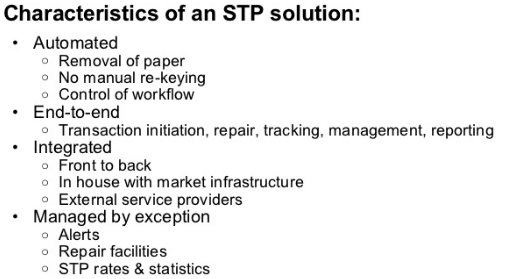 Characteristics of an STP solution:
• Automated
○ Removal of paper
○ No manual re-keying
○ Control of workflow
• End-to-end
○ Transaction initiation, repair, tracking, management, reporting
• Integrated
○ Front to back
○ In house with market infrastructure
○ External service providers
• Managed by exception
○ Alerts
○ Repair facilities
○ STP rates & statistics